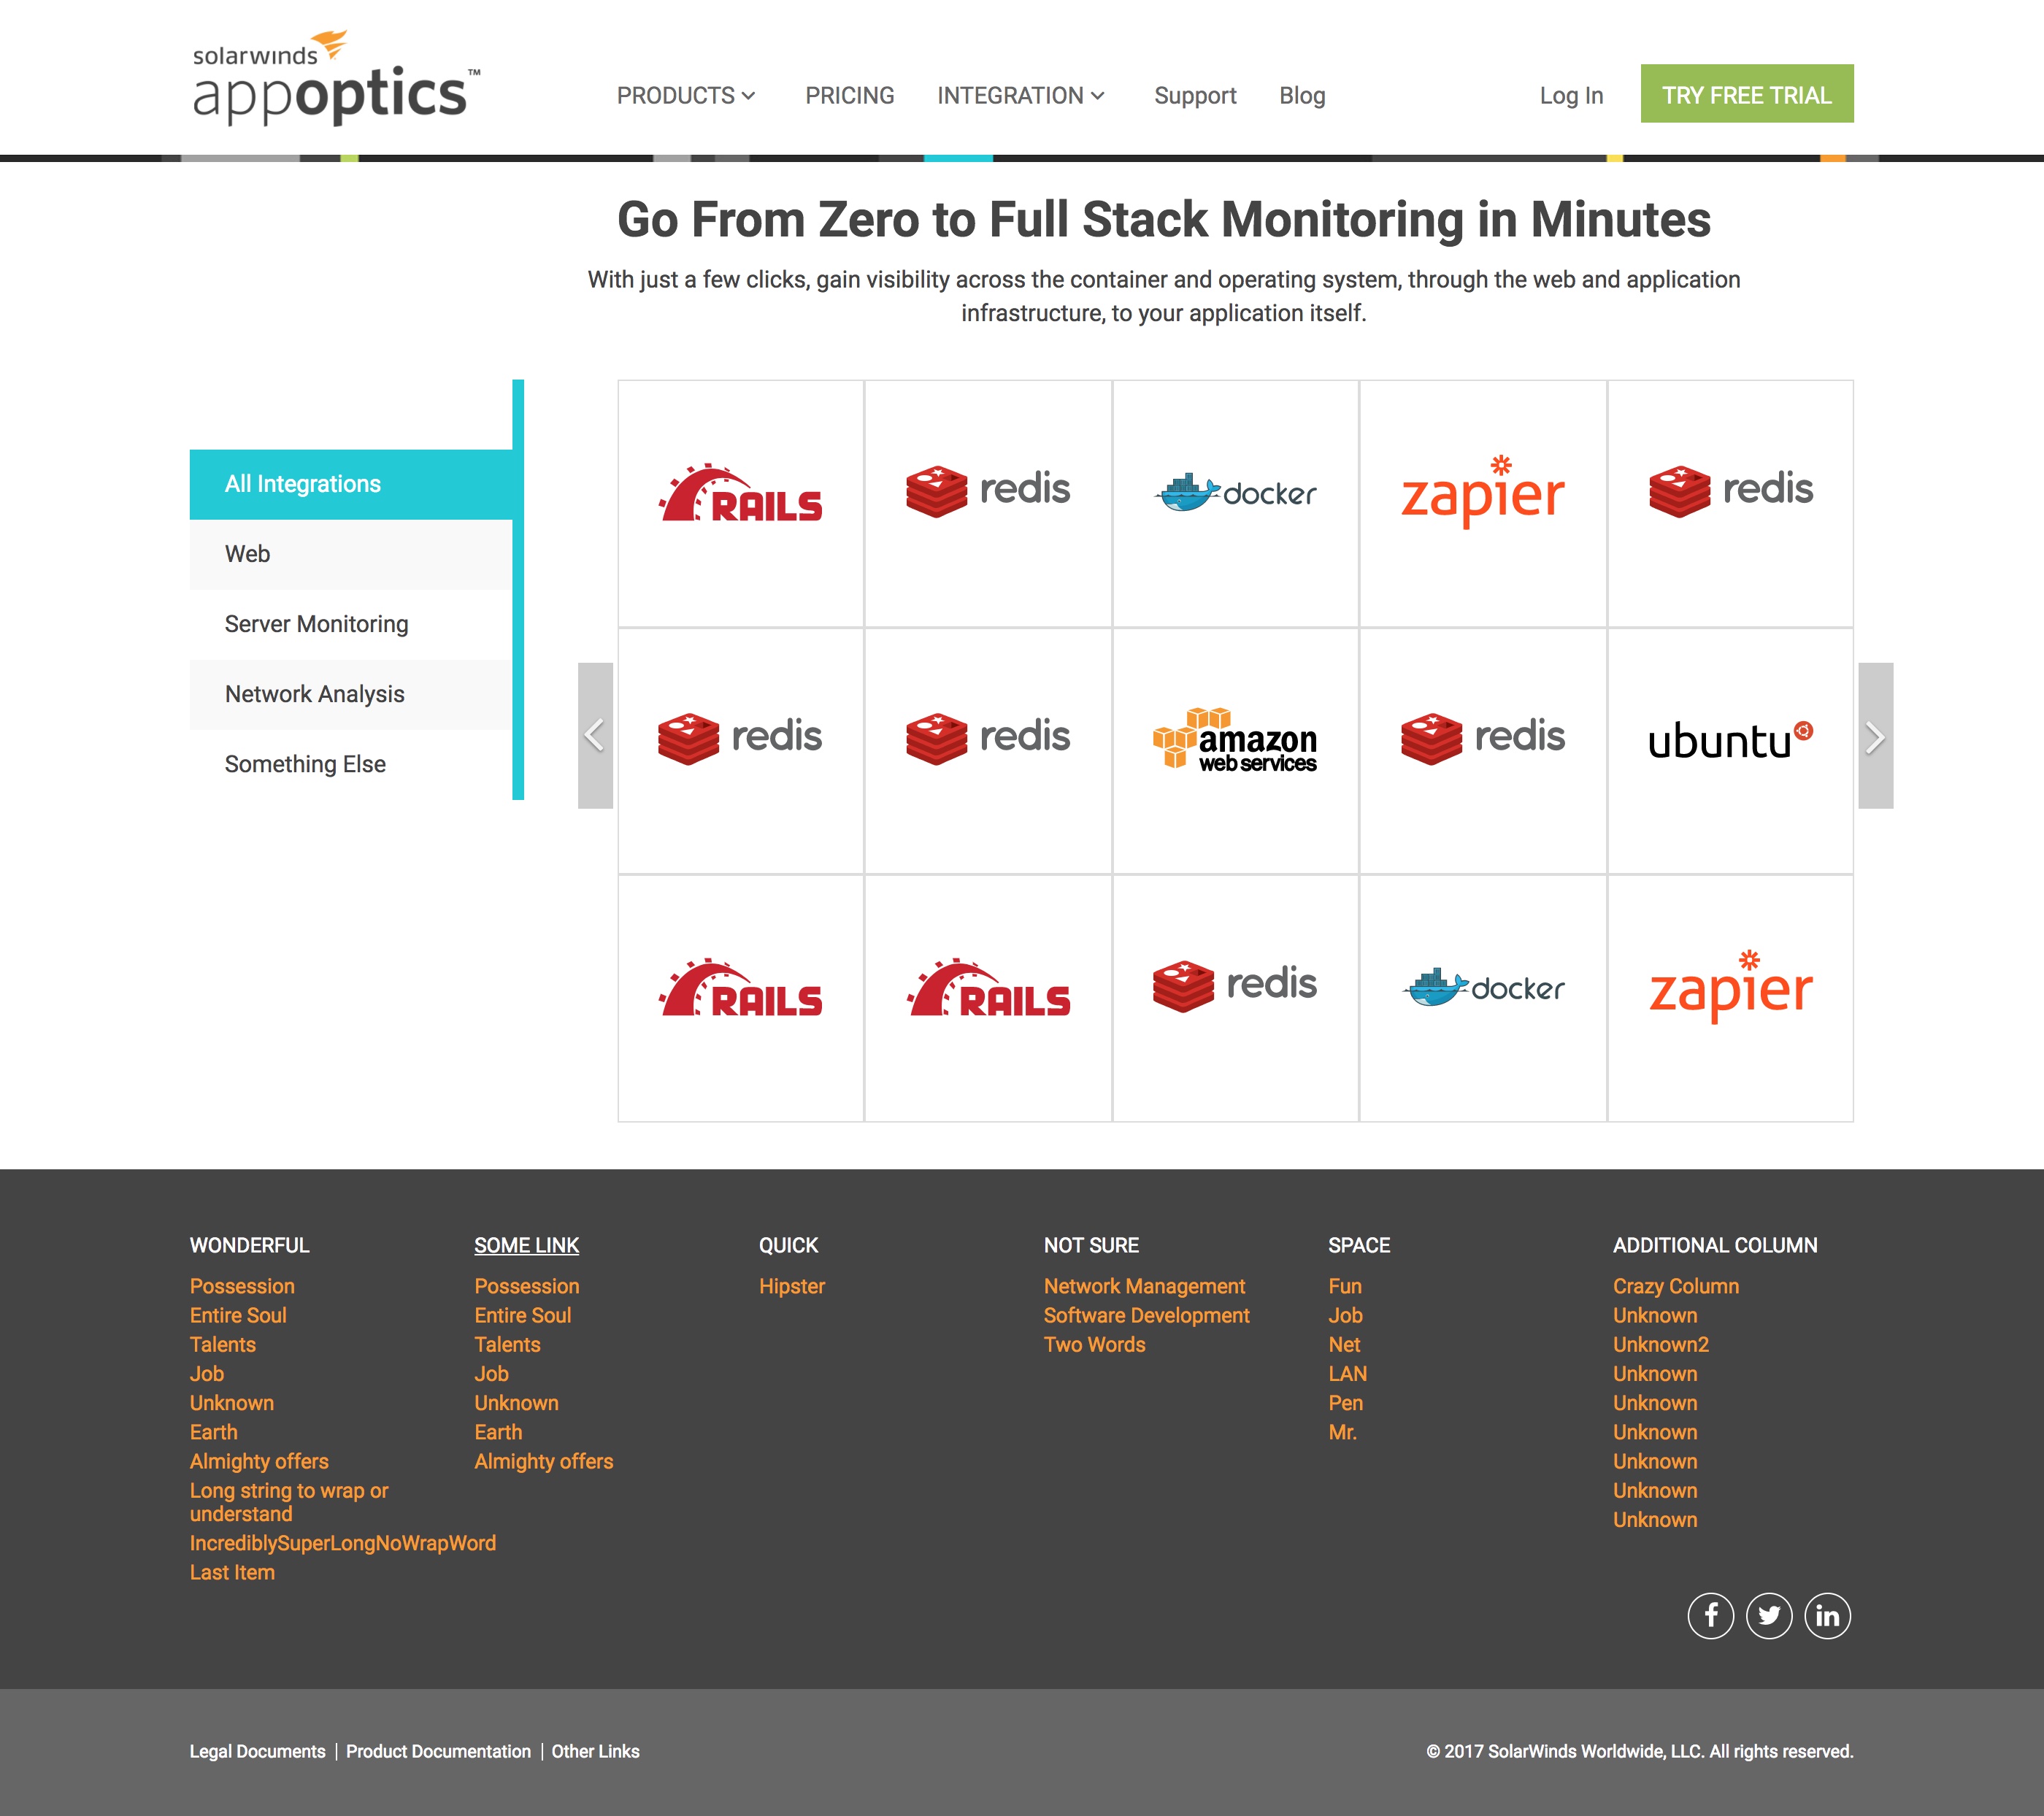 solarwinds
appoptics™
PRODUCTS
PRICING
INTEGRATION
Support
Blog
Log In
TRY FREE TRIAL
Go From Zero to Full Stack Monitoring in Minutes
With just a few clicks, gain visibility across the container and operating system, through the web and application
infrastructure, to your application itself.
All Integrations
Web
Server Monitoring
Network Analysis
Something Else
RAILS
redis
docker
zapier
redis
redis
redis
amazon
web services
redis
ubuntu
RAILS
RAILS
redis
docker
zapier
WONDERFUL
Possession
Entire Soul
Talents
Job
Unknown
Earth
Almighty offers
Long string to wrap or
understand
IncrediblySuperLongNoWrapWord
Last Item
SOME LINK
Possession
Entire Soul
Talents
Job
Unknown
Earth
Almighty offers
QUICK
Hipster
NOT SURE
Network Management
Software Development
Two Words
SPACE
Fun
Job
Net
LAN
Pen
Mr.
ADDITIONAL COLUMN
Crazy Column
Unknown
Unknown2
Unknown
Unknown
Unknown
Unknown
Unknown
Unknown
Legal Documents | Product Documentation | Other Links
© 2017 SolarWinds Worldwide, LLC. All rights reserved.